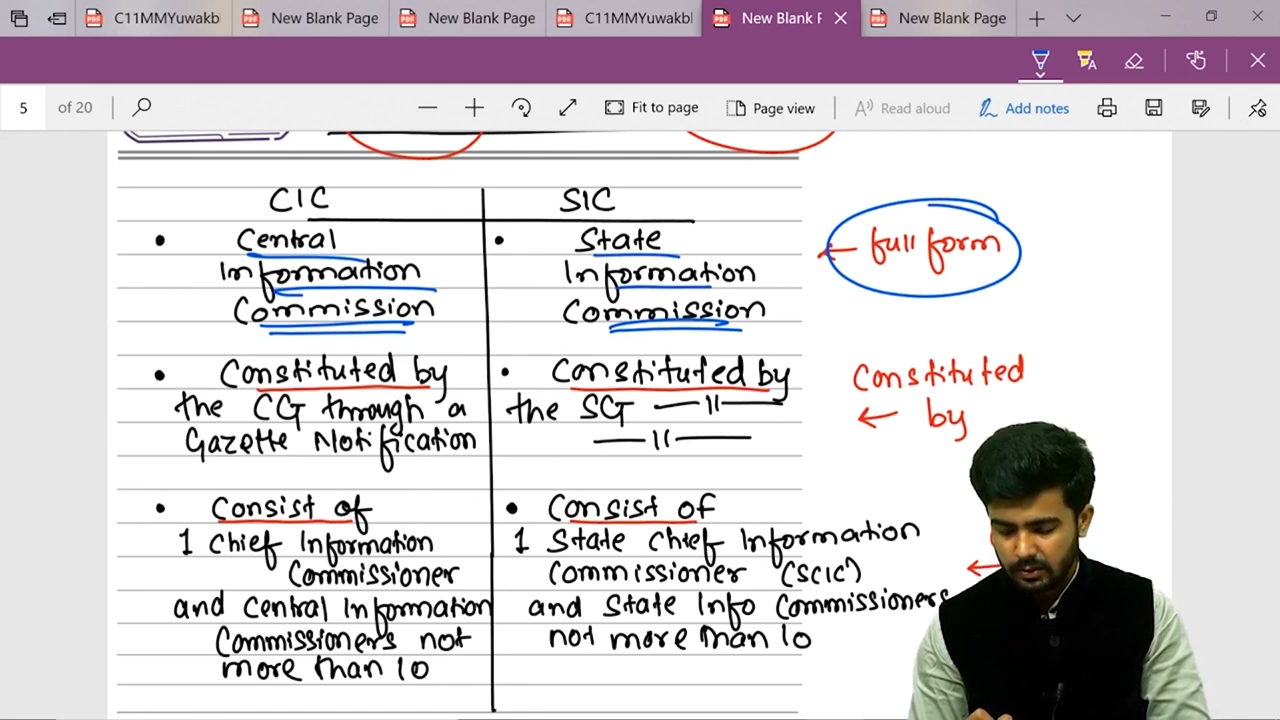 C11MMYuwakb
New Blank Page
New Blank Page
C11MMYuwakb
New Blank P
New Blank Page
5 of 20
Fit to page
Page view
Read aloud
Add notes
CIC
SIC
• Central
Information
Commission
• State
Information
Commission
← full form
• Constituted by
the CG through a
Gazette Notification
• Constituted by
the SG —〃—
—〃—
Constituted
← by
• Consist of
1 Chief Information
Commissioner
and Central Information
Commissioners not
more than 10
• Consist of
1 State Chief Information
Commissioner (SCIC)
and State Info Commissioners
not more than 10